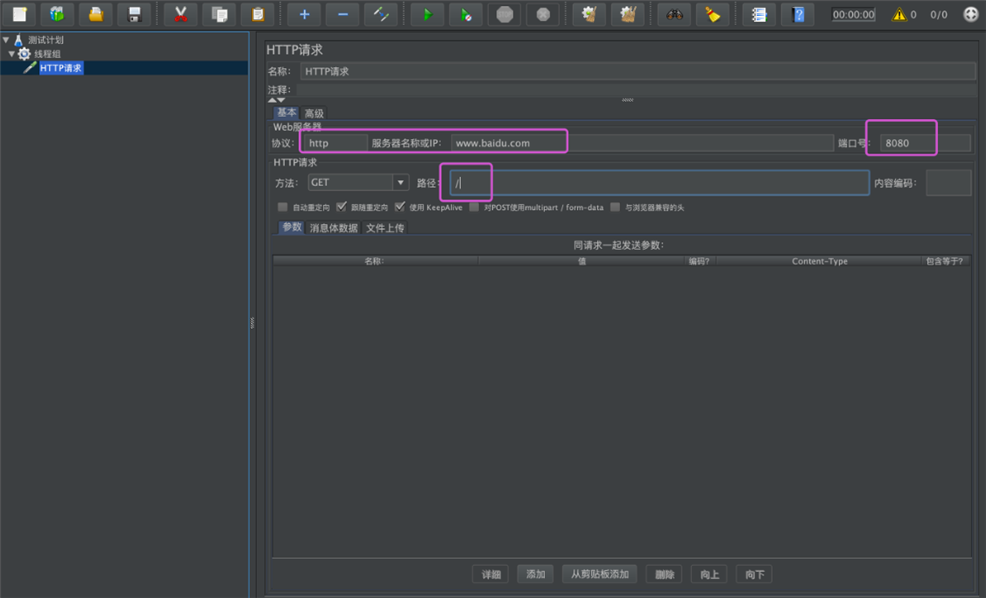 00:00:00 0 0/0
测试计划
线程组
HTTP请求
HTTP请求
名称: HTTP请求
注释:
基本 高级
Web服务器
协议: http 服务器名称或IP: www.baidu.com 端口号: 8080
HTTP请求
方法: GET 路径: / 内容编码:
自动重定向 跟随重定向 使用 KeepAlive 对POST使用multipart / form-data 与浏览器兼容的头
参数 消息体数据 文件上传
同请求一起发送参数:
名称: 值 编码? Content-Type 包含等于?
详细 添加 从剪贴板添加 删除 向上 向下